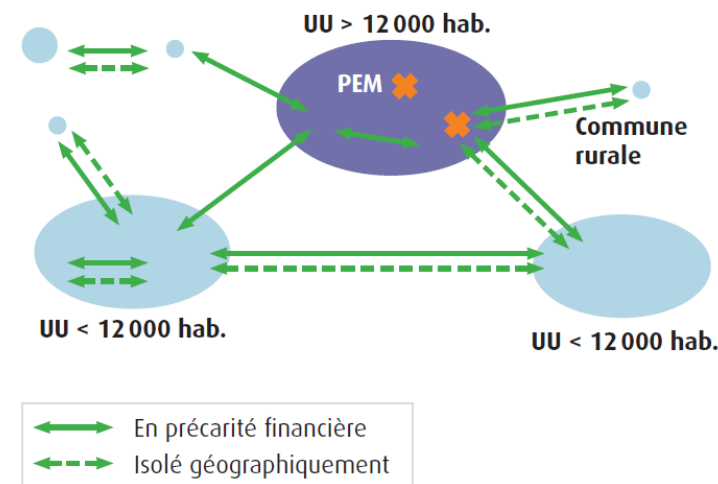 UU > 12 000 hab.
PEM
Commune
rurale
UU < 12 000 hab.
UU < 12 000 hab.
En précarité financière
Isolé géographiquement